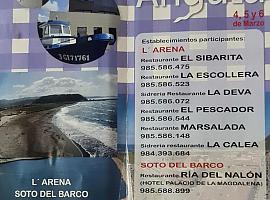 4, 5 y 6
de Marzo
Establecimientos participantes:
L´ ARENA
Restaurante EL SIBARITA
985.586.475
Restaurante LA ESCOLLERA
985.586.523
Sidrería Restaurante LA DEVA
985.586.072
Restaurante EL PESCADOR
985.586.544
Restaurante MARSALADA
985.586.148
Sidrería Restaurante LA CALEA
984.393.684
SOTO DEL BARCO
Restaurante RÍA DEL NALÓN
(HOTEL PALACIO DE LA MAGDALENA)
985.588.899
L´ ARENA
SOTO DEL BARCO